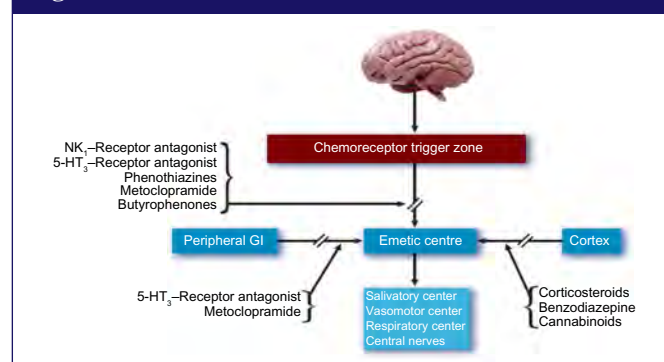 Chemoreceptor trigger zone
NK1–Receptor antagonist
5-HT3–Receptor antagonist
Phenothiazines
Metoclopramide
Butyrophenones
Peripheral GI
Emetic centre
Cortex
5-HT3–Receptor antagonist
Metoclopramide
Salivatory center
Vasomotor center
Respiratory center
Central nerves
Corticosteroids
Benzodiazepine
Cannabinoids